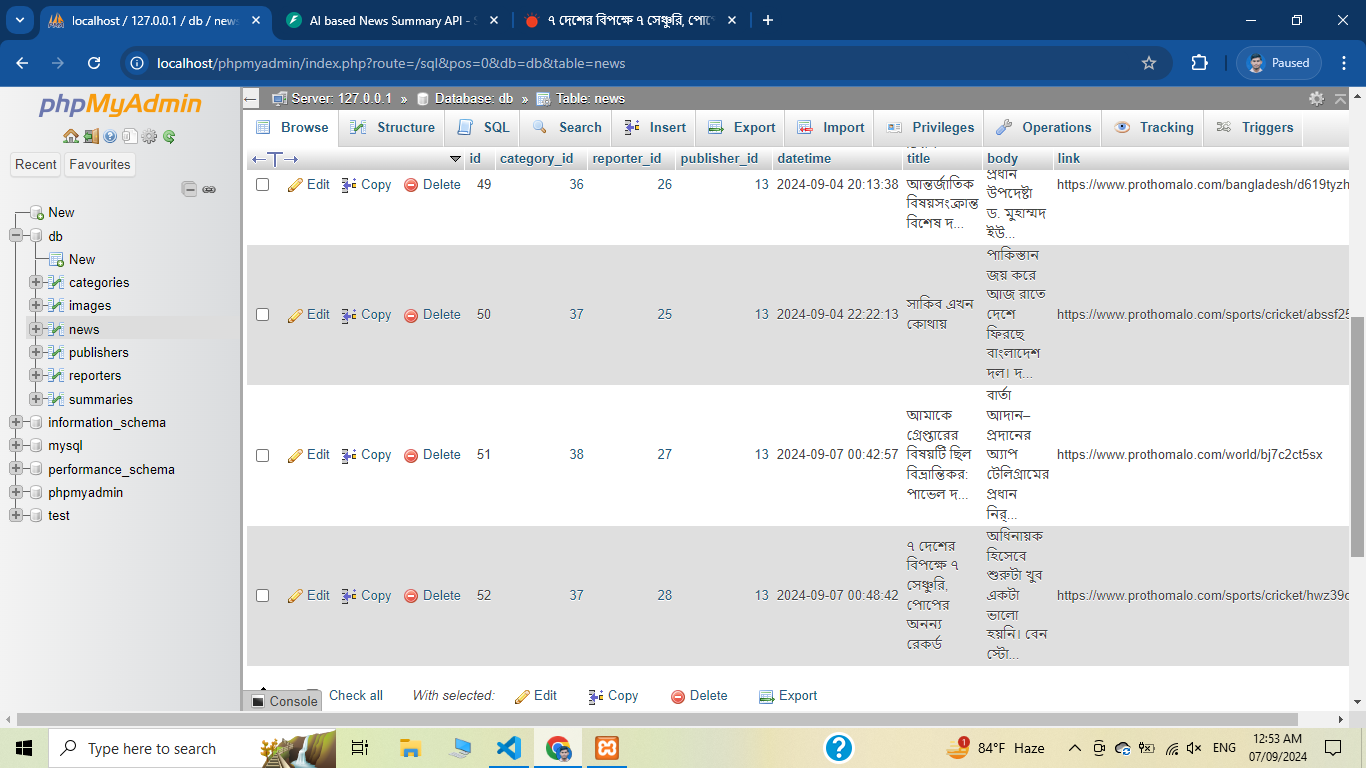 localhost / 127.0.0.1 / db / news
AI based News Summary API - S
৭ দেশের বিপক্ষে ৭ সেঞ্চুরি, পোপে
localhost/phpmyadmin/index.php?route=/sql&pos=0&db=db&table=news
Paused
phpMyAdmin
Recent
Favourites
New
db
New
categories
images
news
publishers
reporters
summaries
information_schema
mysql
performance_schema
phpmyadmin
test
Server: 127.0.0.1 » Database: db » Table: news
Browse Structure SQL Search Insert Export Import Privileges Operations Tracking Triggers
id category_id reporter_id publisher_id datetime title body link
Edit Copy Delete 49 36 26 13 2024-09-04 20:13:38
আন্তর্জাতিক
বিষয়সংক্রান্ত
বিশেষ দ...
প্রধান
উপদেষ্টা
ড. মুহাম্মদ
ইউ...
https://www.prothomalo.com/bangladesh/d619tyzh
Edit Copy Delete 50 37 25 13 2024-09-04 22:22:13
সাকিব এখন
কোথায়
পাকিস্তান
জয় করে
আজ রাতে
দেশে
ফিরছে
বাংলাদেশ
দল। দ...
https://www.prothomalo.com/sports/cricket/abssf25
Edit Copy Delete 51 38 27 13 2024-09-07 00:42:57
আমাকে
গ্রেপ্তারের
বিষয়টি ছিল
বিভ্রান্তিকর:
পাভেল দ...
বার্তা
আদান–
প্রদানের
অ্যাপ
টেলিগ্রামের
প্রধান
নির্...
https://www.prothomalo.com/world/bj7c2ct5sx
Edit Copy Delete 52 37 28 13 2024-09-07 00:48:42
৭ দেশের
বিপক্ষে ৭
সেঞ্চুরি,
পোপের
অনন্য
রেকর্ড
অধিনায়ক
হিসেবে
শুরুটা খুব
একটা
ভালো
হয়নি। বেন
স্টো...
https://www.prothomalo.com/sports/cricket/hwz39c
Console
Check all With selected: Edit Copy Delete Export
Type here to search
1
84°F Haze
ENG
12:53 AM
07/09/2024